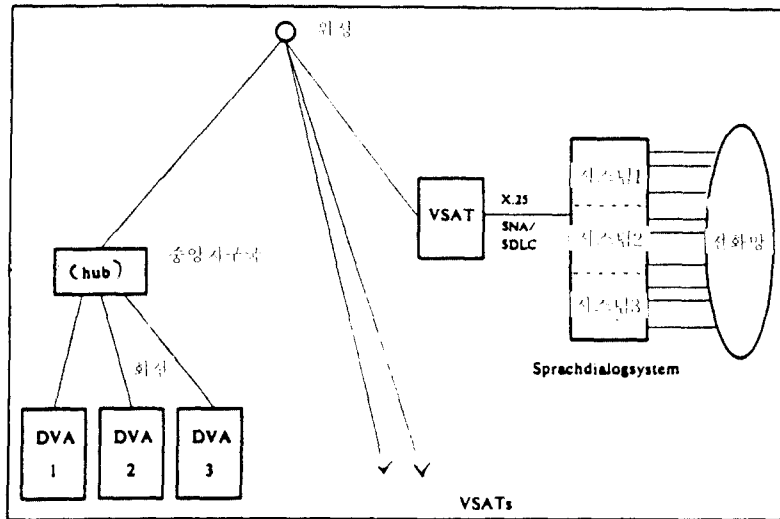 위성
VSAT
X.25
SNA/
SDLC
시스템1
시스템2
시스템3
전화망
Sprachdialogsystem
(hub)
중앙지구국
회선
DVA
1
DVA
2
DVA
3
VSATs